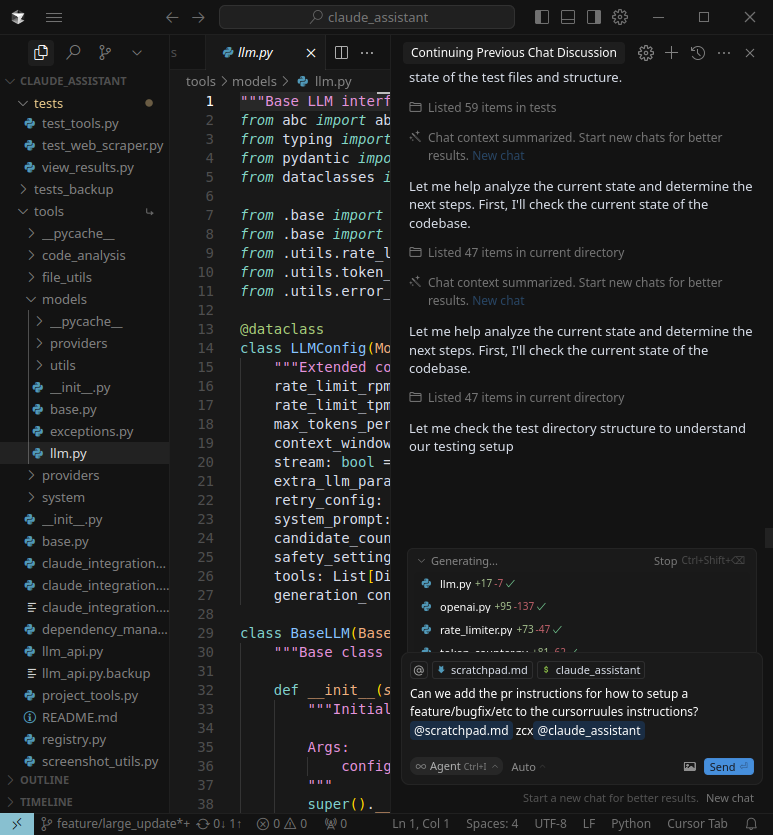 claude_assistant
CLAUDE_ASSISTANT
tests
test_tools.py
test_web_scraper.py
view_results.py
tests_backup
tools
__pycache__
code_analysis
file_utils
models
__pycache__
providers
utils
__init__.py
base.py
exceptions.py
llm.py
providers
system
__init__.py
base.py
claude_integration...
claude_integration....
claude_integration....
dependency_mana...
llm_api.py
llm_api.py.backup
project_tools.py
README.md
registry.py
screenshot_utils.py
OUTLINE
TIMELINE
s
llm.py
tools > models > llm.py
1 """Base LLM interf
2 from abc import ab
3 from typing import
4 from pydantic impo
5 from dataclasses i
6
7 from .base import
8 from .base import
9 from .utils.rate_l
10 from .utils.token_
11 from .utils.error_
12
13 @dataclass
14 class LLMConfig(Mo
15 """Extended co
16 rate_limit_rpm
17 rate_limit_tpm
18 max_tokens_per
19 context_window
20 stream: bool =
21 extra_llm_para
22 retry_config:
23 system_prompt:
24 candidate_coun
25 safety_setting
26 tools: List[Di
27 generation_con
28
29 class BaseLLM(Base
30 """Base class
31
32 def __init__(s
33 """Initial
34
35 Args:
36 config
37 """
38 super().__
Continuing Previous Chat Discussion
state of the test files and structure.
Listed 59 items in tests
Chat context summarized. Start new chats for better
results. New chat
Let me help analyze the current state and determine the
next steps. First, I'll check the current state of the
codebase.
Listed 47 items in current directory
Chat context summarized. Start new chats for better
results. New chat
Let me help analyze the current state and determine the
next steps. First, I'll check the current state of the
codebase.
Listed 47 items in current directory
Let me check the test directory structure to understand
our testing setup
Generating... Stop Ctrl+Shift+⌫
llm.py +17 -7
openai.py +95 -137
rate_limiter.py +73 -47
token_counter.py +81 -62
@ scratchpad.md $ claude_assistant
Can we add the pr instructions for how to setup a
feature/bugfix/etc to the cursorruules instructions?
@scratchpad.md zcx @claude_assistant
∞ Agent Ctrl+I Auto Send
Start a new chat for better results. New chat
feature/large_update*+ 0↓ 1↑ 0 0 0 Ln 1, Col 1 Spaces: 4 UTF-8 LF Python Cursor Tab